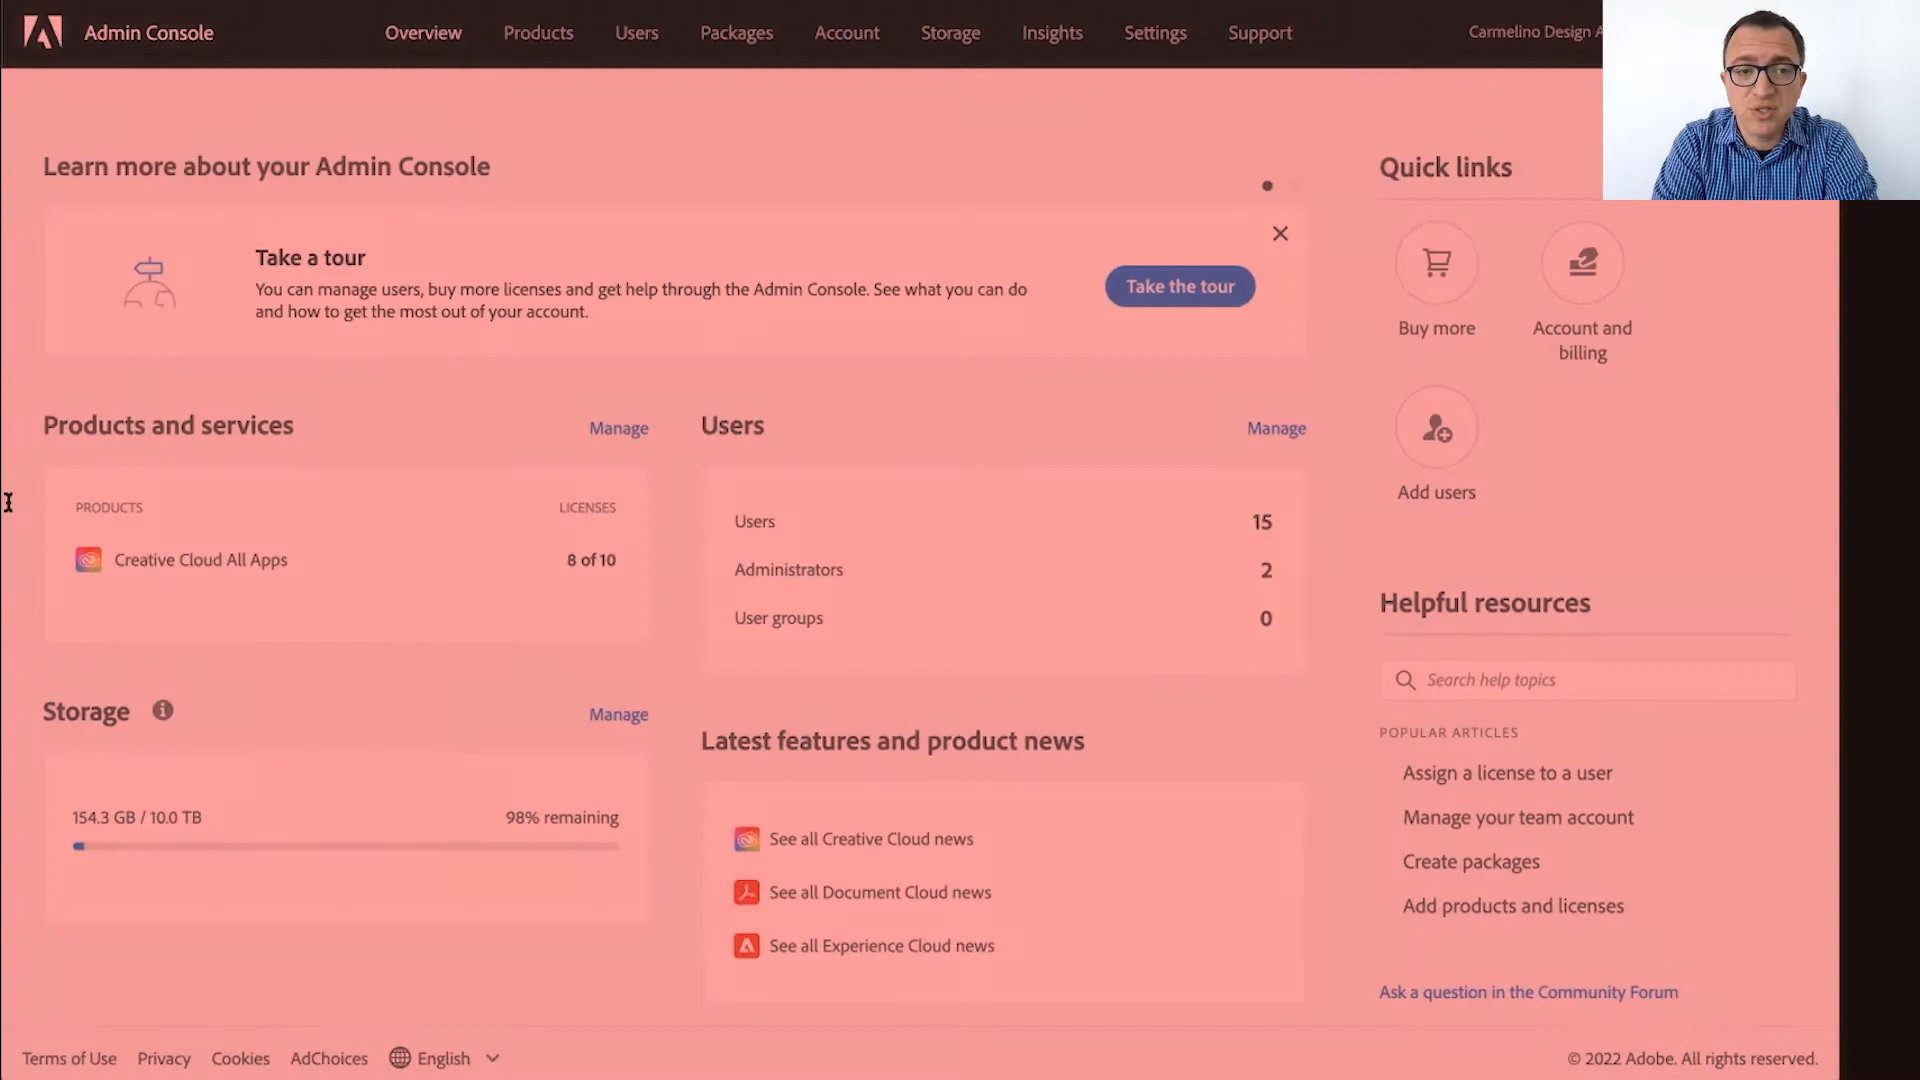 Admin Console
Overview
Products
Users
Packages
Account
Storage
Insights
Settings
Support
Carmelino Design
Learn more about your Admin Console
Take a tour
You can manage users, buy more licenses and get help through the Admin Console. See what you can do
and how to get the most out of your account.
Take the tour
Quick links
Buy more
Account and
billing
Add users
Products and services
Manage
PRODUCTS
LICENSES
Creative Cloud All Apps
8 of 10
Users
Manage
Users
15
Administrators
2
User groups
0
Storage
Manage
154.3 GB / 10.0 TB
98% remaining
Latest features and product news
See all Creative Cloud news
See all Document Cloud news
See all Experience Cloud news
Helpful resources
Search help topics
POPULAR ARTICLES
Assign a license to a user
Manage your team account
Create packages
Add products and licenses
Ask a question in the Community Forum
Terms of Use
Privacy
Cookies
AdChoices
English
© 2022 Adobe. All rights reserved.